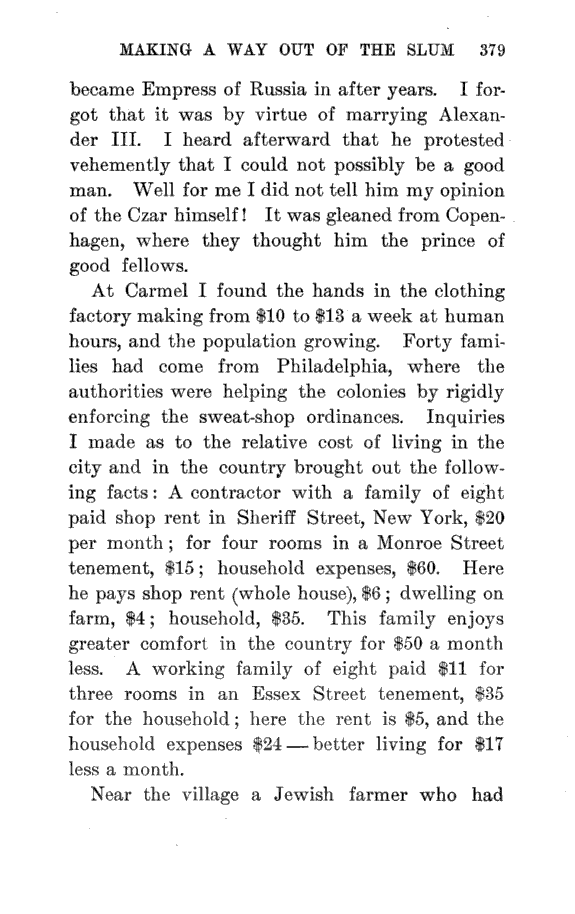 MAKING A WAY OUT OF THE SLUM 379
became Empress of Russia in after years. I for-
got that it was by virtue of marrying Alexan-
der III. I heard afterward that he protested
vehemently that I could not possibly be a good
man. Well for me I did not tell him my opinion
of the Czar himself! It was gleaned from Copen-
hagen, where they thought him the prince of
good fellows.
At Carmel I found the hands in the clothing
factory making from $10 to $13 a week at human
hours, and the population growing. Forty fami-
lies had come from Philadelphia, where the
authorities were helping the colonies by rigidly
enforcing the sweat-shop ordinances. Inquiries
I made as to the relative cost of living in the
city and in the country brought out the follow-
ing facts: A contractor with a family of eight
paid shop rent in Sheriff Street, New York, $20
per month; for four rooms in a Monroe Street
tenement, $15; household expenses, $60. Here
he pays shop rent (whole house), $6; dwelling on
farm, $4; household, $35. This family enjoys
greater comfort in the country for $50 a month
less. A working family of eight paid $11 for
three rooms in an Essex Street tenement, $35
for the household; here the rent is $5, and the
household expenses $24 — better living for $17
less a month.
Near the village a Jewish farmer who had